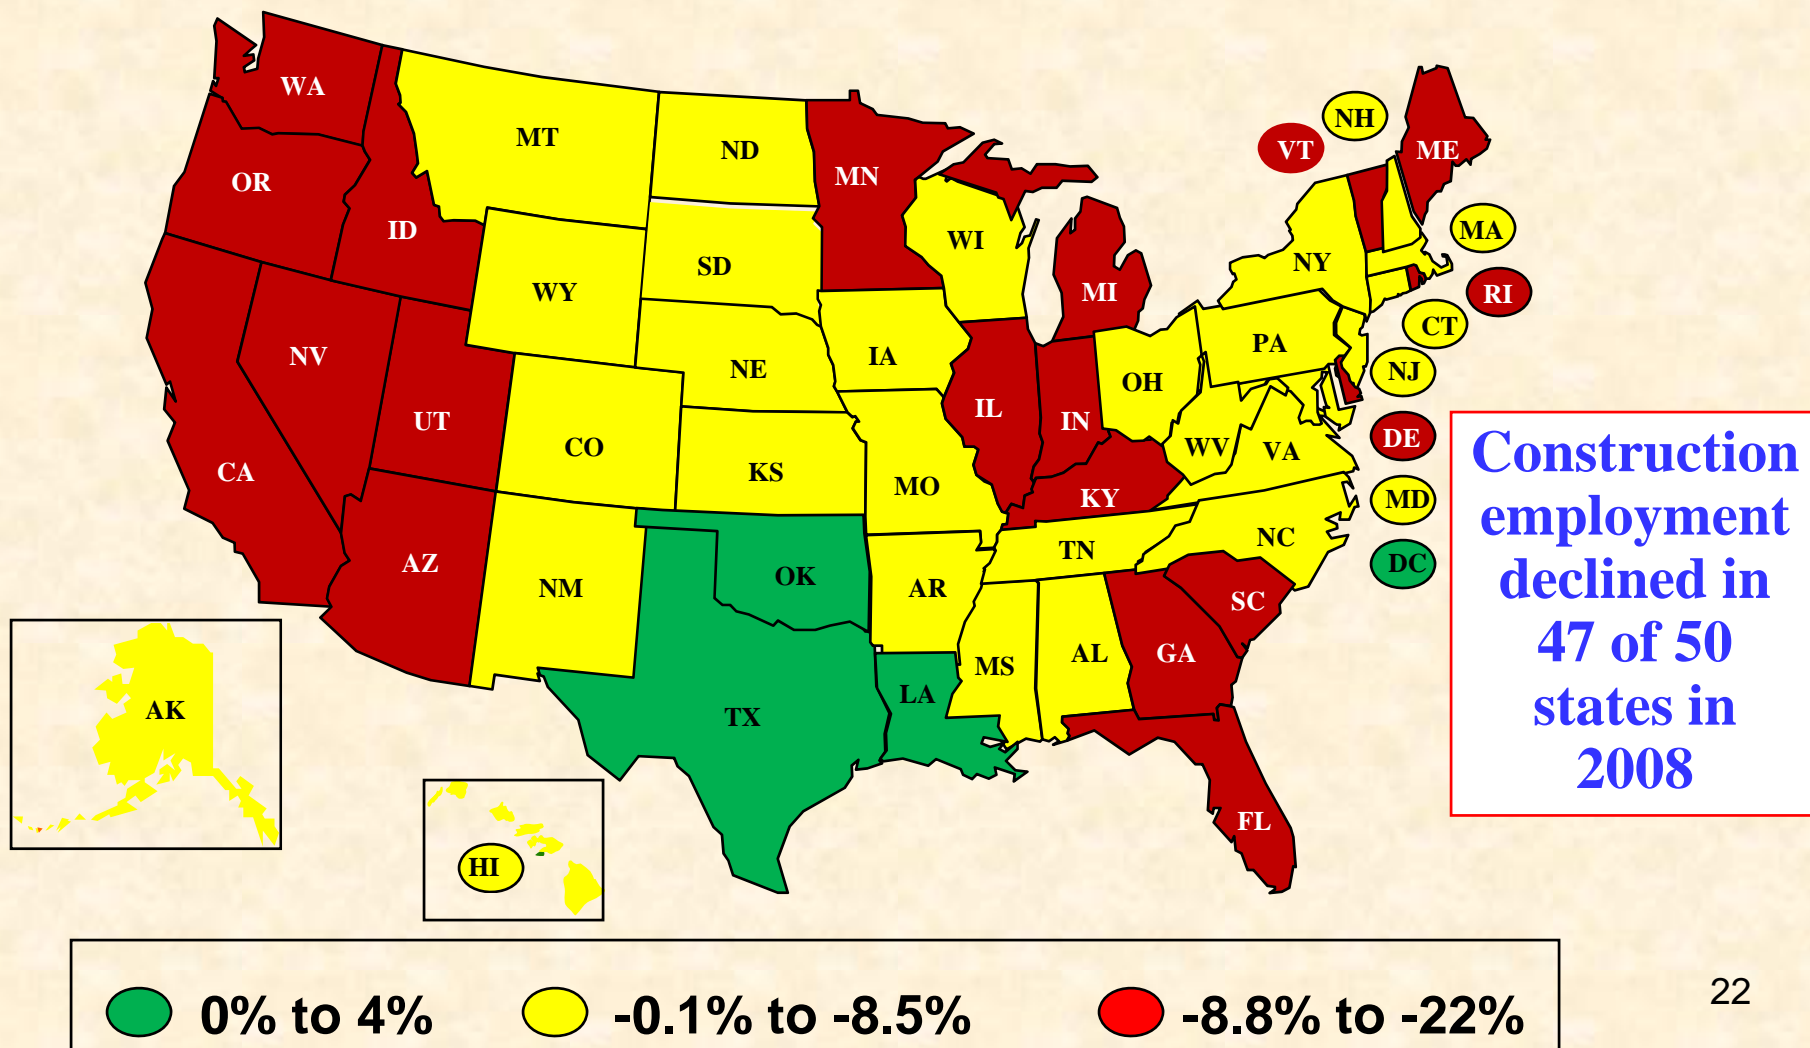 WA
MT
ND
MN
OR
ID
SD
WI
WY
MI
NV
NE
IA
UT
CO
KS
IL
IN
OH
PA
NY
VT
NH
ME
MA
RI
CT
NJ
DE
MD
DC
CA
MO
WV
VA
KY
AZ
NM
OK
AR
TN
NC
SC
TX
LA
MS
AL
GA
FL
AK
HI
Construction
employment
declined in
47 of 50
states in
2008
0% to 4%
-0.1% to -8.5%
-8.8% to -22%
22